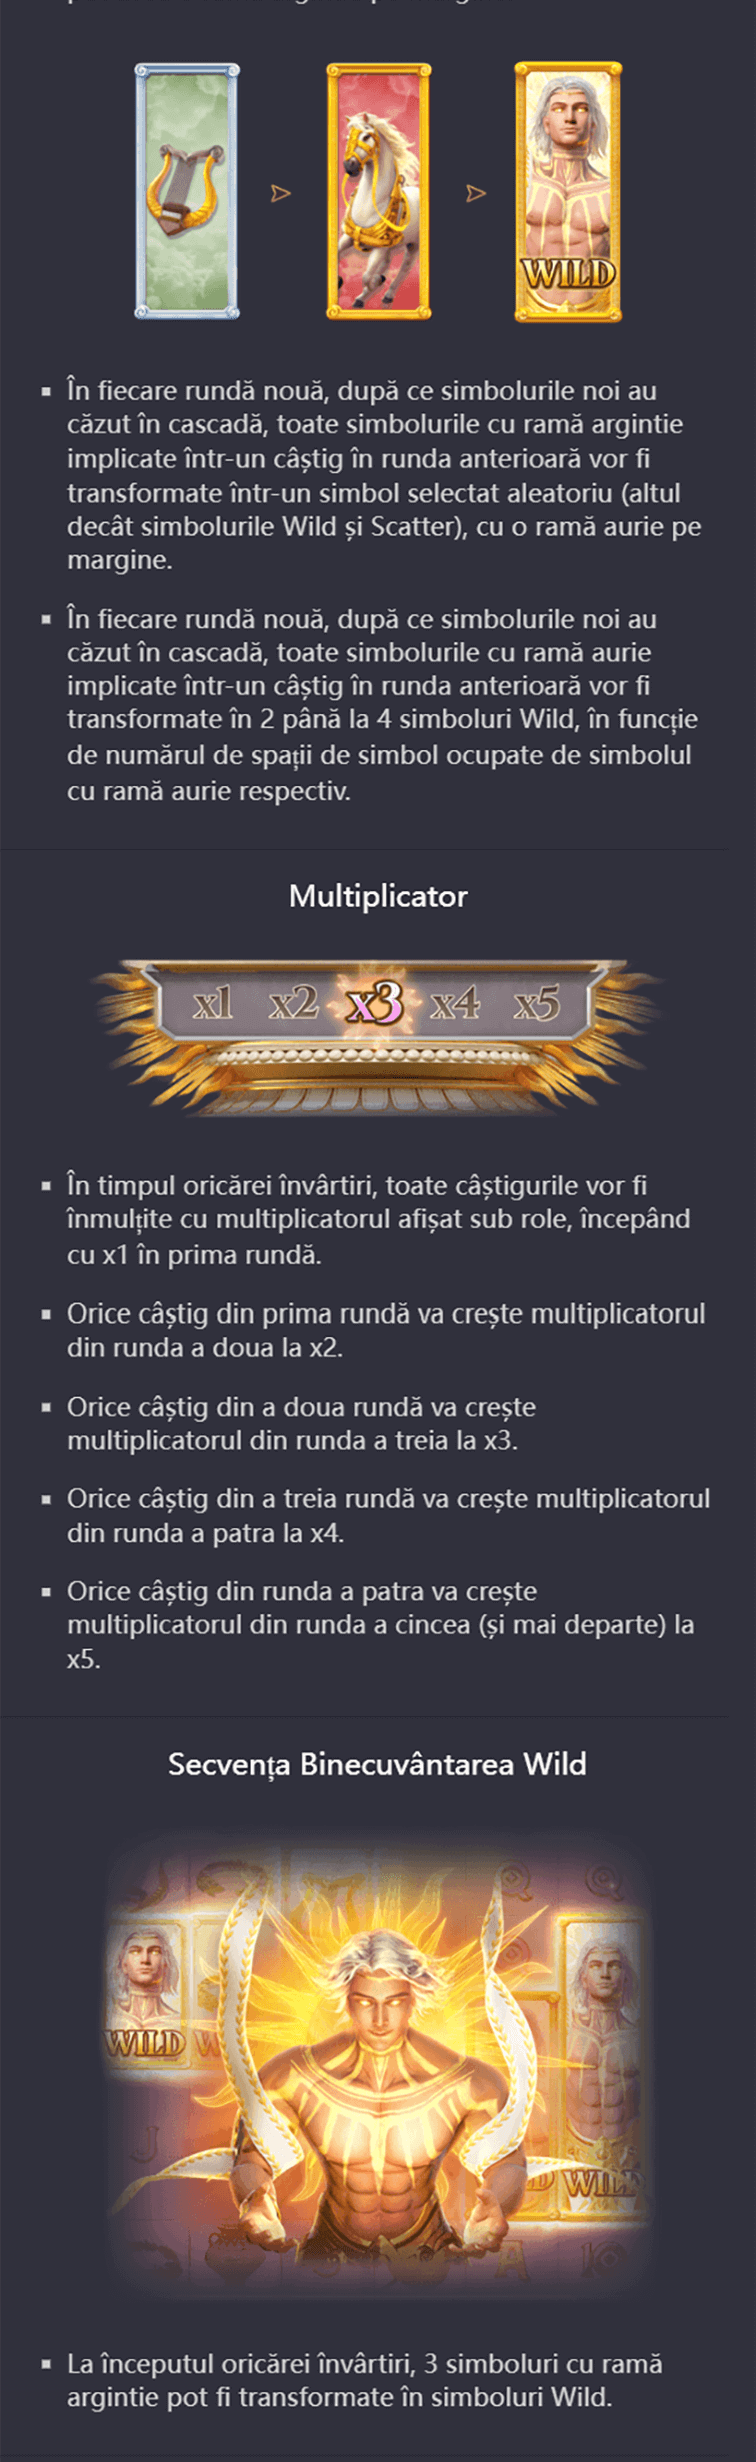 WILD
▪ În fiecare rundă nouă, după ce simbolurile noi au
căzut în cascadă, toate simbolurile cu ramă argintie
implicate într-un câștig în runda anterioară vor fi
transformate într-un simbol selectat aleatoriu (altul
decât simbolurile Wild și Scatter), cu o ramă aurie pe
margine.
▪ În fiecare rundă nouă, după ce simbolurile noi au
căzut în cascadă, toate simbolurile cu ramă aurie
implicate într-un câștig în runda anterioară vor fi
transformate în 2 până la 4 simboluri Wild, în funcție
de numărul de spații de simbol ocupate de simbolul
cu ramă aurie respectiv.
Multiplicator
x1 x2 x3 x4 x5
▪ În timpul oricărei învârtiri, toate câștigurile vor fi
înmulțite cu multiplicatorul afișat sub role, începând
cu x1 în prima rundă.
▪ Orice câștig din prima rundă va crește multiplicatorul
din runda a doua la x2.
▪ Orice câștig din a doua rundă va crește
multiplicatorul din runda a treia la x3.
▪ Orice câștig din a treia rundă va crește multiplicatorul
din runda a patra la x4.
▪ Orice câștig din runda a patra va crește
multiplicatorul din runda a cincea (și mai departe) la
x5.
Secvența Binecuvântarea Wild
Q Q
WILD W
WILD
J A K
▪ La începutul oricărei învârtiri, 3 simboluri cu ramă
argintie pot fi transformate în simboluri Wild.